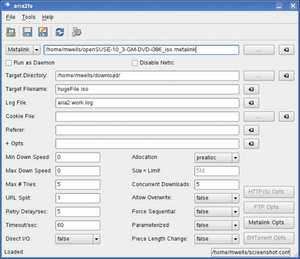 aria2fe
File Tools Help
Metalink /home/mwells/openSUSE-10_3-GM-DVD-i386_iso.metalink ...
Run as Daemon Disable Netrc
Target Directory: /home/mwells/download/ ...
Target Filename: hugeFile.iso
Log File aria2.work.log
Cookie File: ...
Referer:
+ Opts:
Min Down Speed: 0 Allocation: prealloc
Max Down Speed: 0 Size< Limit: 5M
Max # Tries: 5 Concurrent Downloads: 5
HTTP(S) Opts...
URL Split: 1 Allow Overwrite: false
FTP Opts...
Retry Delay/sec: 5 Force Sequential: false
Timeout/sec: 60 Parameterized: false
Metalink Opts...
Direct I/O: false Piece Length Change: false
BitTorrent Opts...
Loaded /home/mwells/screenshot.conf